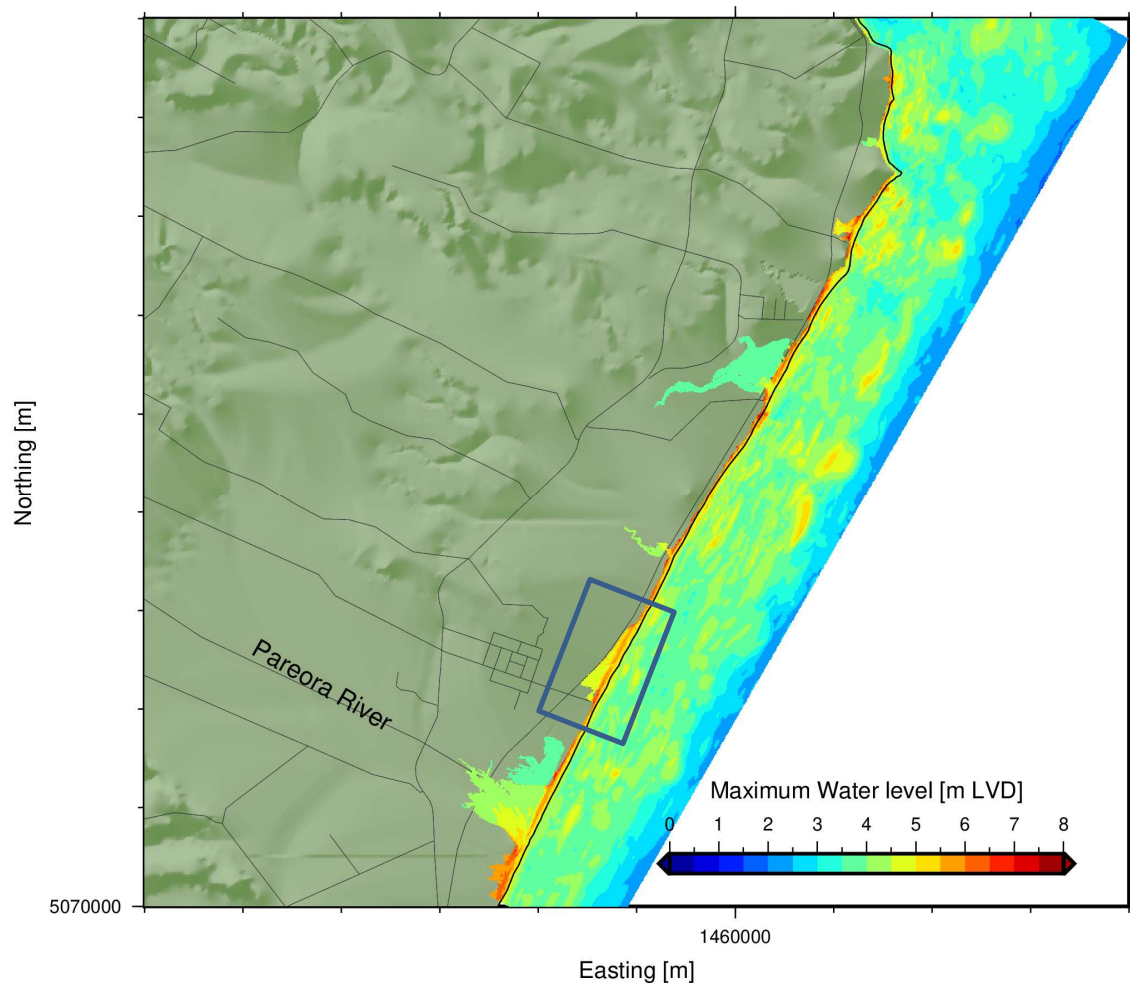 Northing [m]
Pareora River
Maximum Water level [m LVD]
0 1 2 3 4 5 6 7 8
5070000
1460000
Easting [m]